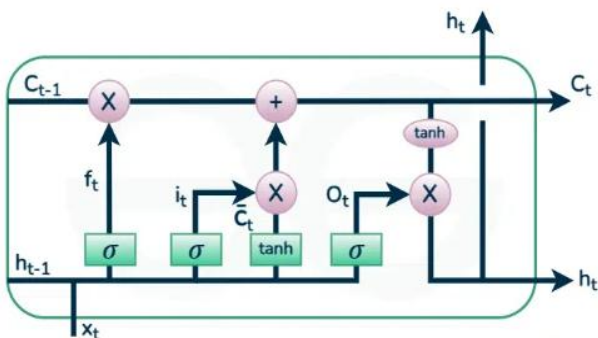 h_t
C_{t-1}
X
+
C_t
tanh
f_t
i_t
X
C̄_t
O_t
X
σ
σ
tanh
σ
h_{t-1}
h_t
x_t